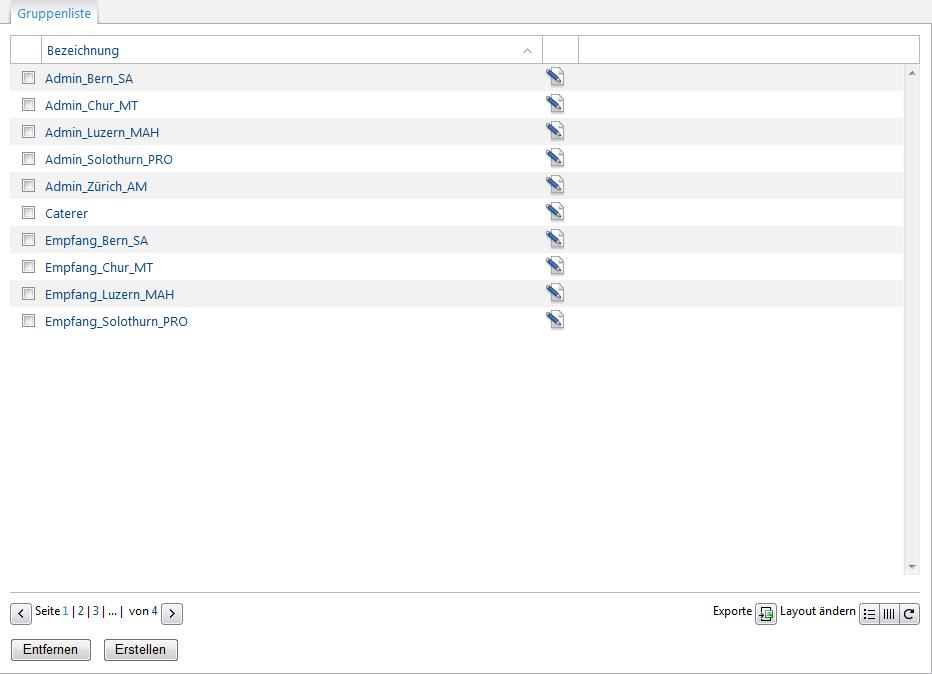 Gruppenliste
Bezeichnung
Admin_Bern_SA
Admin_Chur_MT
Admin_Luzern_MAH
Admin_Solothurn_PRO
Admin_Zürich_AM
Caterer
Empfang_Bern_SA
Empfang_Chur_MT
Empfang_Luzern_MAH
Empfang_Solothurn_PRO
Seite 1 | 2 | 3 | ... | von 4 Exporte Layout ändern
Entfernen Erstellen